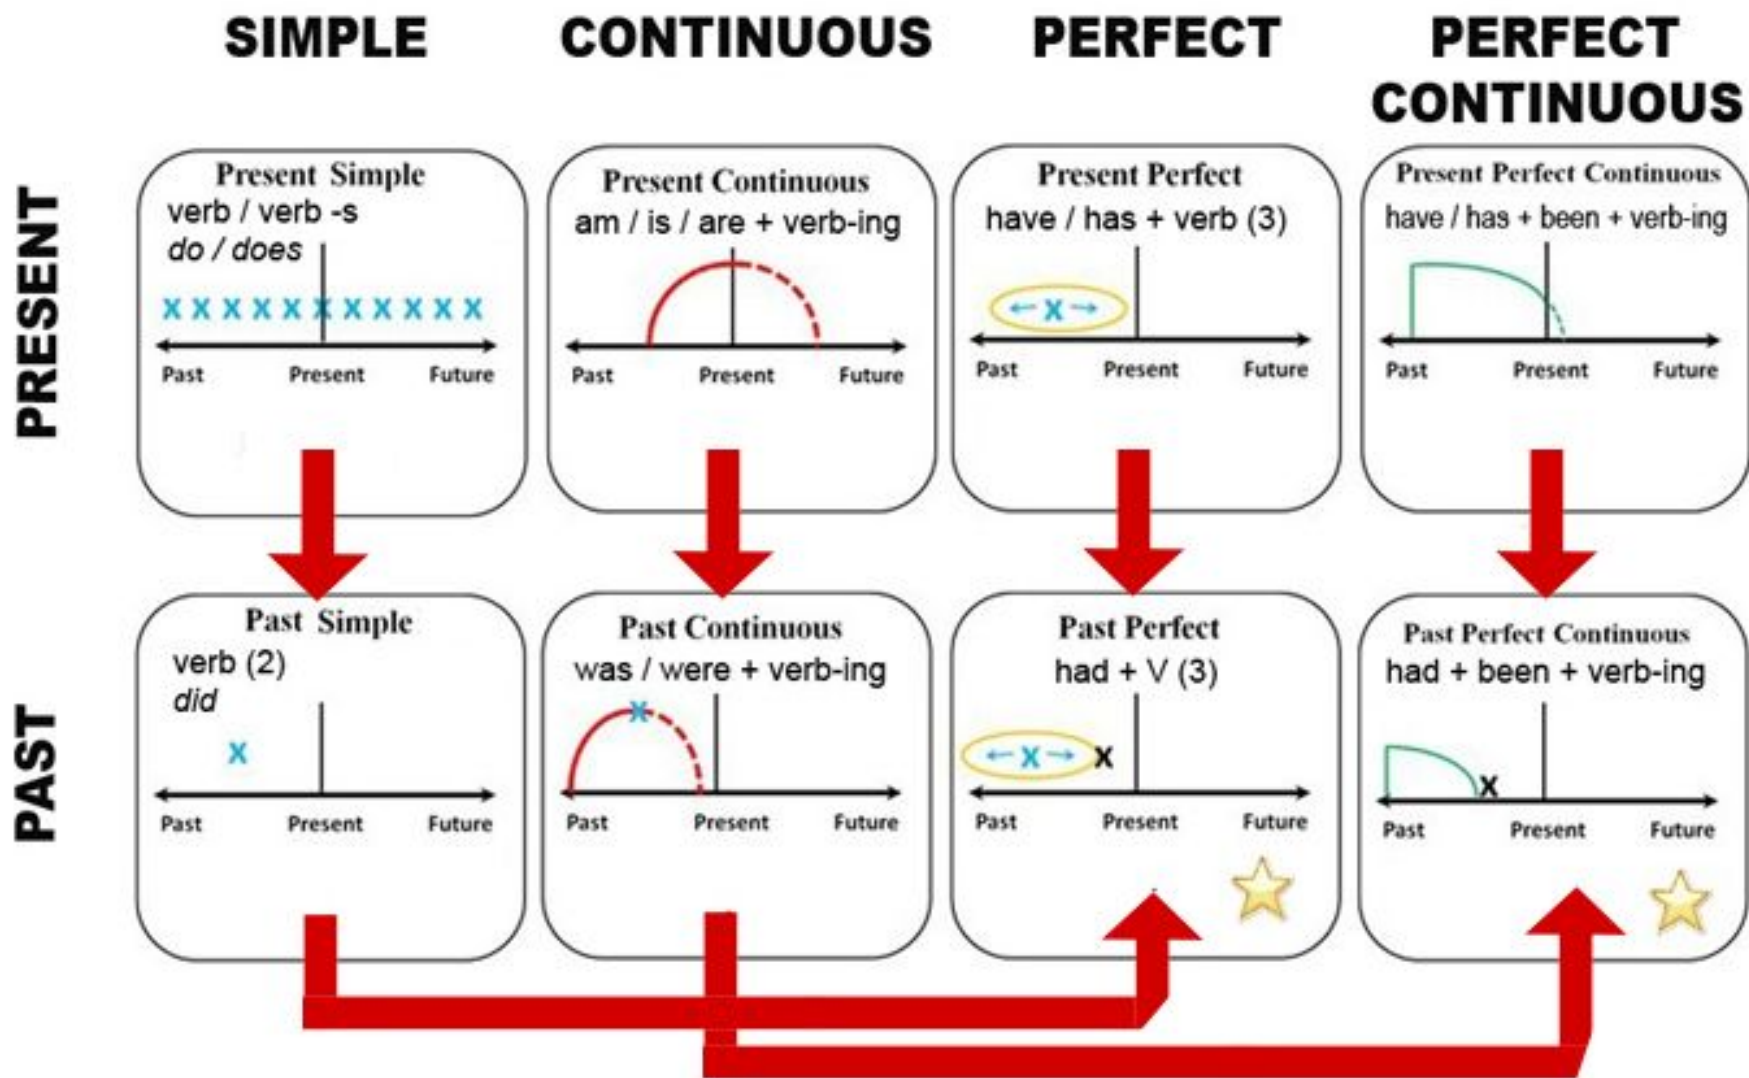 SIMPLE
CONTINUOUS
PERFECT
PERFECT
CONTINUOUS
PRESENT
Present Simple
verb / verb -s
do / does
X X X X X X X X X X X
Past Present Future
Present Continuous
am / is / are + verb-ing
Past Present Future
Present Perfect
have / has + verb (3)
X
Past Present Future
Present Perfect Continuous
have / has + been + verb-ing
Past Present Future
PAST
Past Simple
verb (2)
did
X
Past Present Future
Past Continuous
was / were + verb-ing
X
Past Present Future
Past Perfect
had + V (3)
X X
Past Present Future
Past Perfect Continuous
had + been + verb-ing
X
Past Present Future